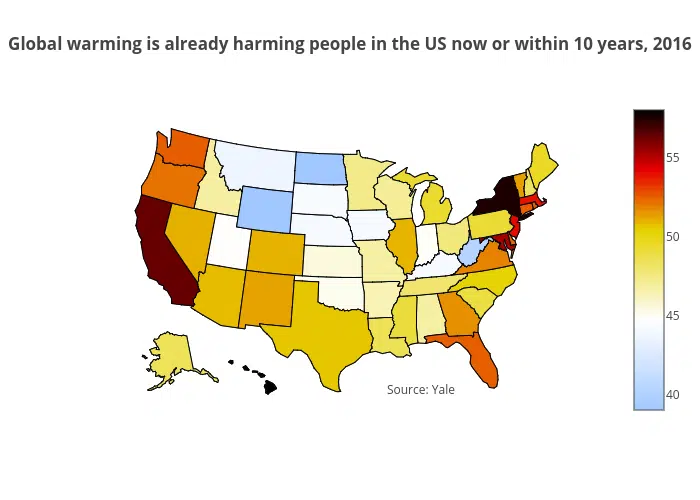 Global warming is already harming people in the US now or within 10 years, 2016
55
50
45
40
Source: Yale